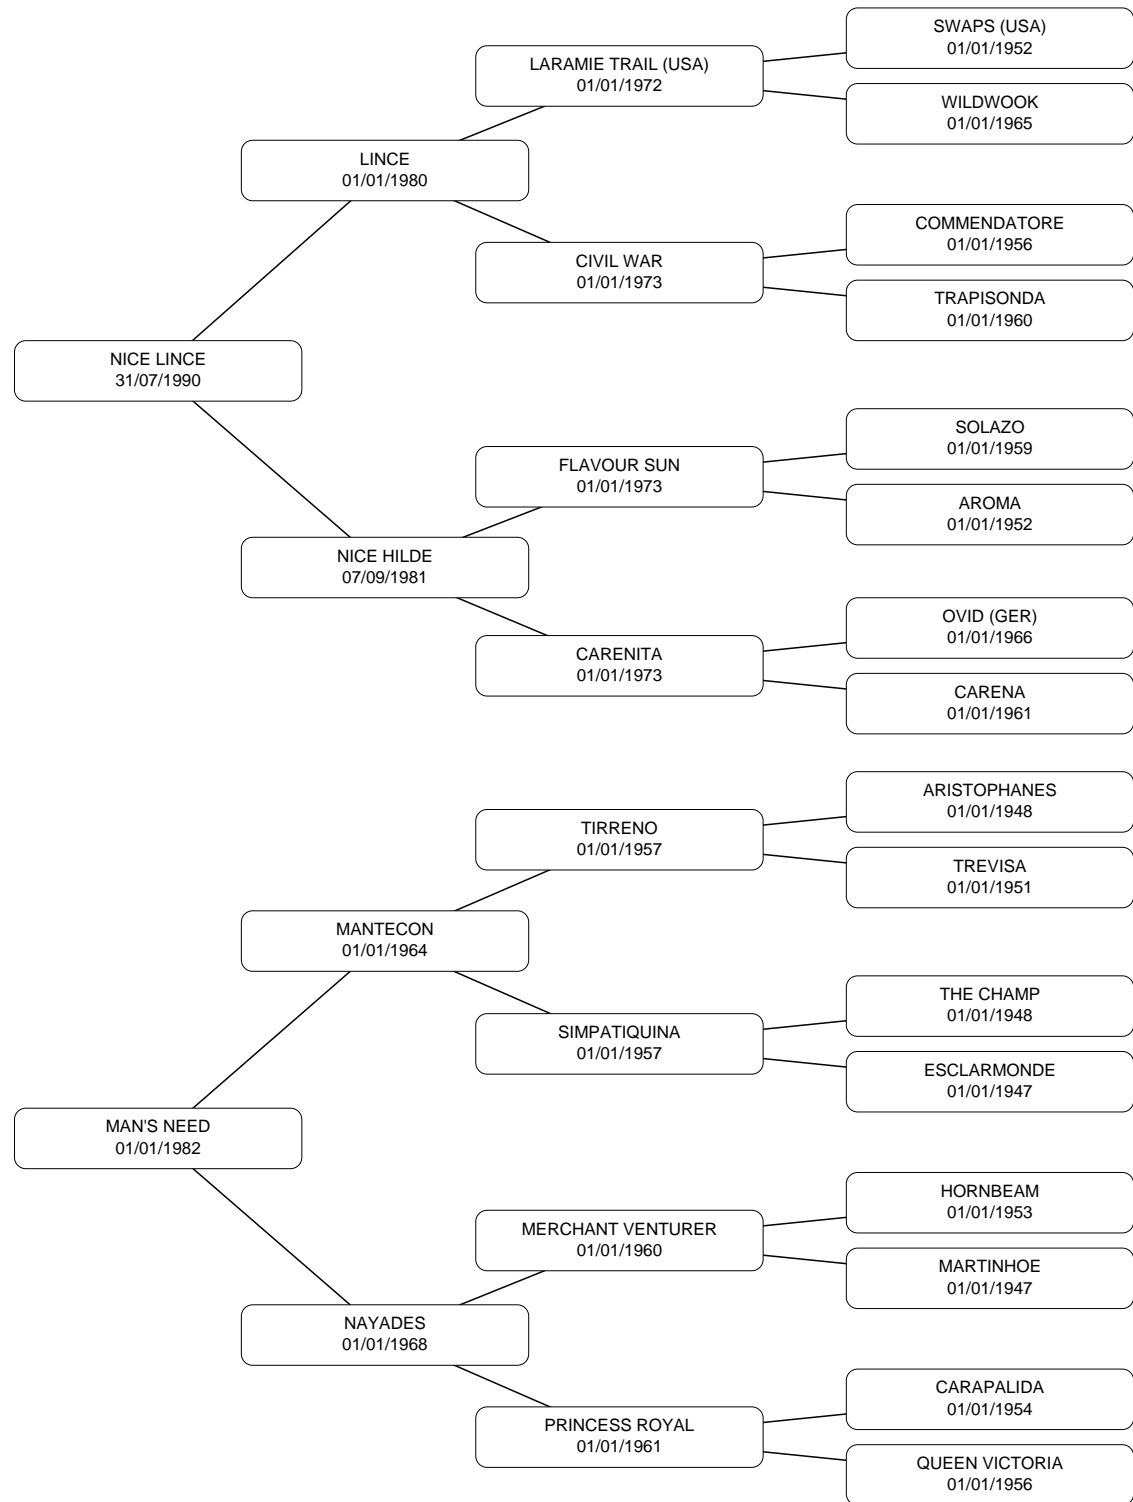 SWAPS (USA)
01/01/1952
LARAMIE TRAIL (USA)
01/01/1972
WILDWOOK
01/01/1965
LINCE
01/01/1980
COMMENDATORE
01/01/1956
CIVIL WAR
01/01/1973
TRAPISONDA
01/01/1960
NICE LINCE
31/07/1990
SOLAZO
01/01/1959
FLAVOUR SUN
01/01/1973
AROMA
01/01/1952
NICE HILDE
07/09/1981
OVID (GER)
01/01/1966
CARENITA
01/01/1973
CARENA
01/01/1961
ARISTOPHANES
01/01/1948
TIRRENO
01/01/1957
TREVISA
01/01/1951
MANTECON
01/01/1964
THE CHAMP
01/01/1948
SIMPATIQUINA
01/01/1957
ESCLARMONDE
01/01/1947
MAN'S NEED
01/01/1982
HORNBEAM
01/01/1953
MERCHANT VENTURER
01/01/1960
MARTINHOE
01/01/1947
NAYADES
01/01/1968
CARAPALIDA
01/01/1954
PRINCESS ROYAL
01/01/1961
QUEEN VICTORIA
01/01/1956